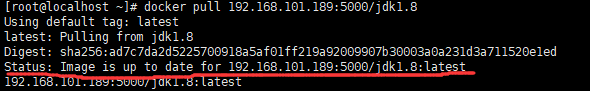 [root@localhost ~]# docker pull 192.168.101.189:5000/jdk1.8
Using default tag: latest
latest: Pulling from jdk1.8
Digest: sha256:ad7c7da2d5225700918a5af01ff219a92009907b30003a0a231d3a711520e1ed
Status: Image is up to date for 192.168.101.189:5000/jdk1.8:latest
192.168.101.189:5000/jdk1.8:latest